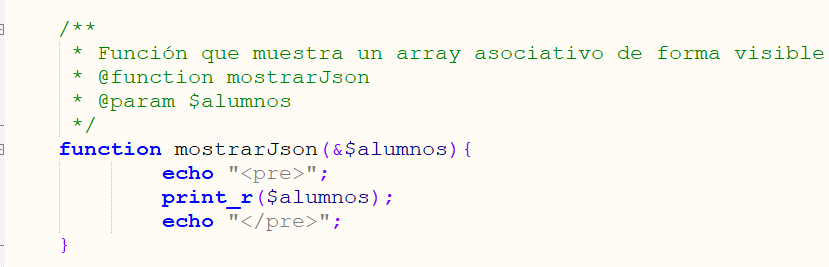 /**
* Función que muestra un array asociativo de forma visible
* @function mostrarJson
* @param $alumnos
*/
function mostrarJson(&$alumnos){
echo "<pre>";
print_r($alumnos);
echo "</pre>";
}